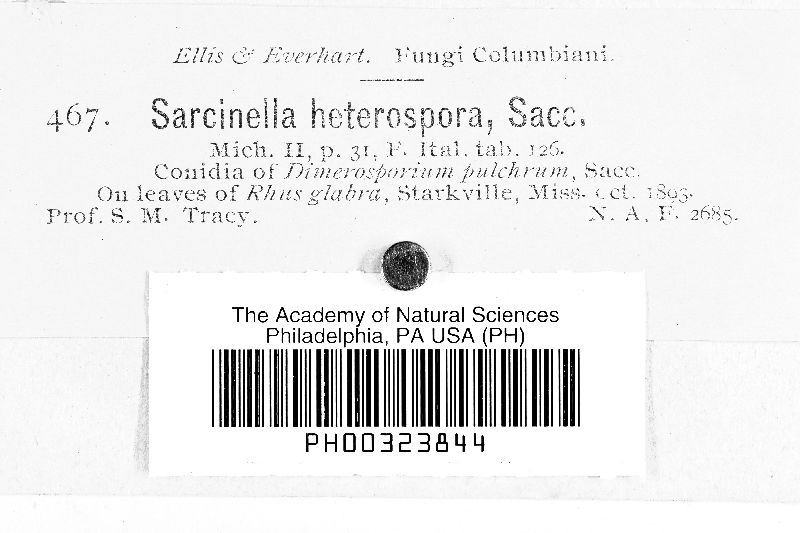 Ellis & Everhart. Fungi Columbiani.
467. Sarcinella heterospora, Sacc.
Mich. II, p. 31, F. Ital. tab. 126.
Conidia of Dimerosporium pulchrum, Sacc.
On leaves of Rhus glabra, Starkville, Miss. Oct. 1893.
Prof. S. M. Tracy. N. A. F. 2685.
The Academy of Natural Sciences
Philadelphia, PA USA (PH)
PH00323844